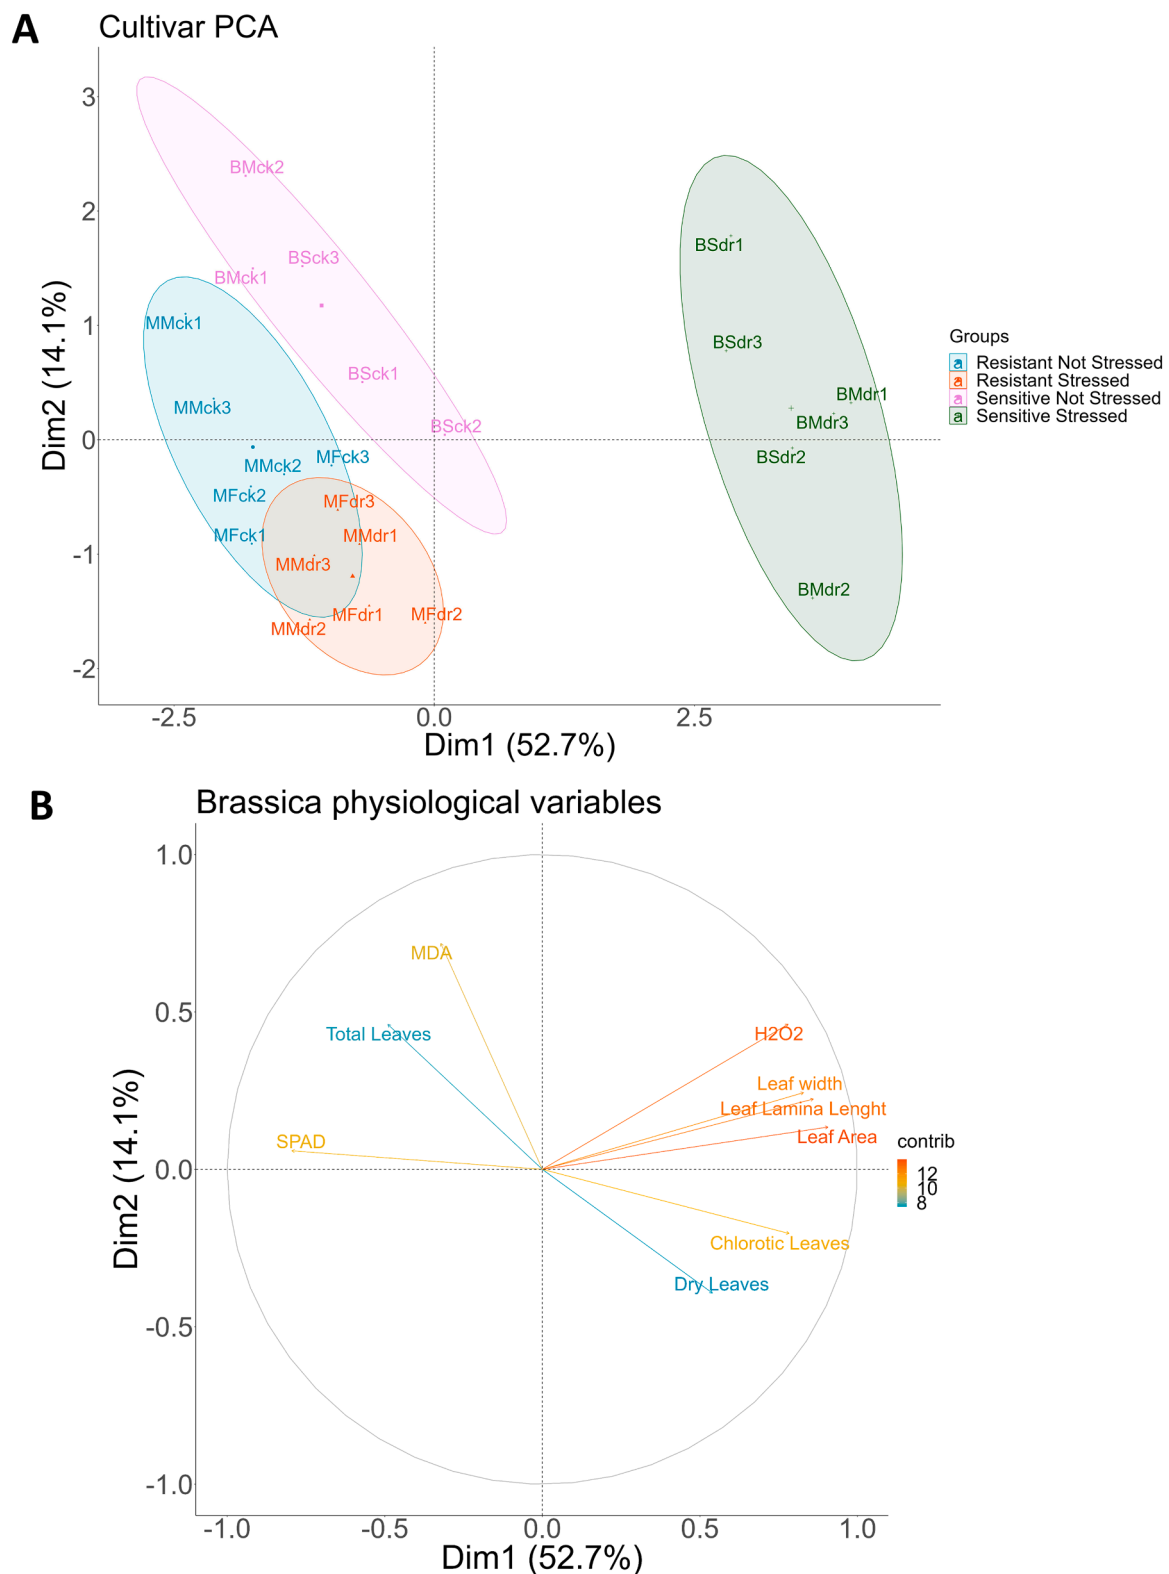 A
Cultivar PCA
Dim2 (14.1%)
3
2
1
0
-1
-2
BMck2
BSck3
BMck1
MMck1
BSck1
MMck3
BSck2
MFck3
MMck2
MFck2
MFck1
MFdr3
MMdr1
MMdr3
MFdr1
MFdr2
MMdr2
BSdr1
BSdr3
BMdr1
BMdr3
BSdr2
BMdr2
-2.5
0.0
2.5
Dim1 (52.7%)
Groups
a Resistant Not Stressed
a Resistant Stressed
a Sensitive Not Stressed
a Sensitive Stressed
B
Brassica physiological variables
Dim2 (14.1%)
1.0
0.5
0.0
-0.5
-1.0
MDA
Total Leaves
SPAD
H2O2
Leaf width
Leaf Lamina Lenght
Leaf Area
Chlorotic Leaves
Dry Leaves
-1.0
-0.5
0.0
0.5
1.0
Dim1 (52.7%)
contrib
12
10
8